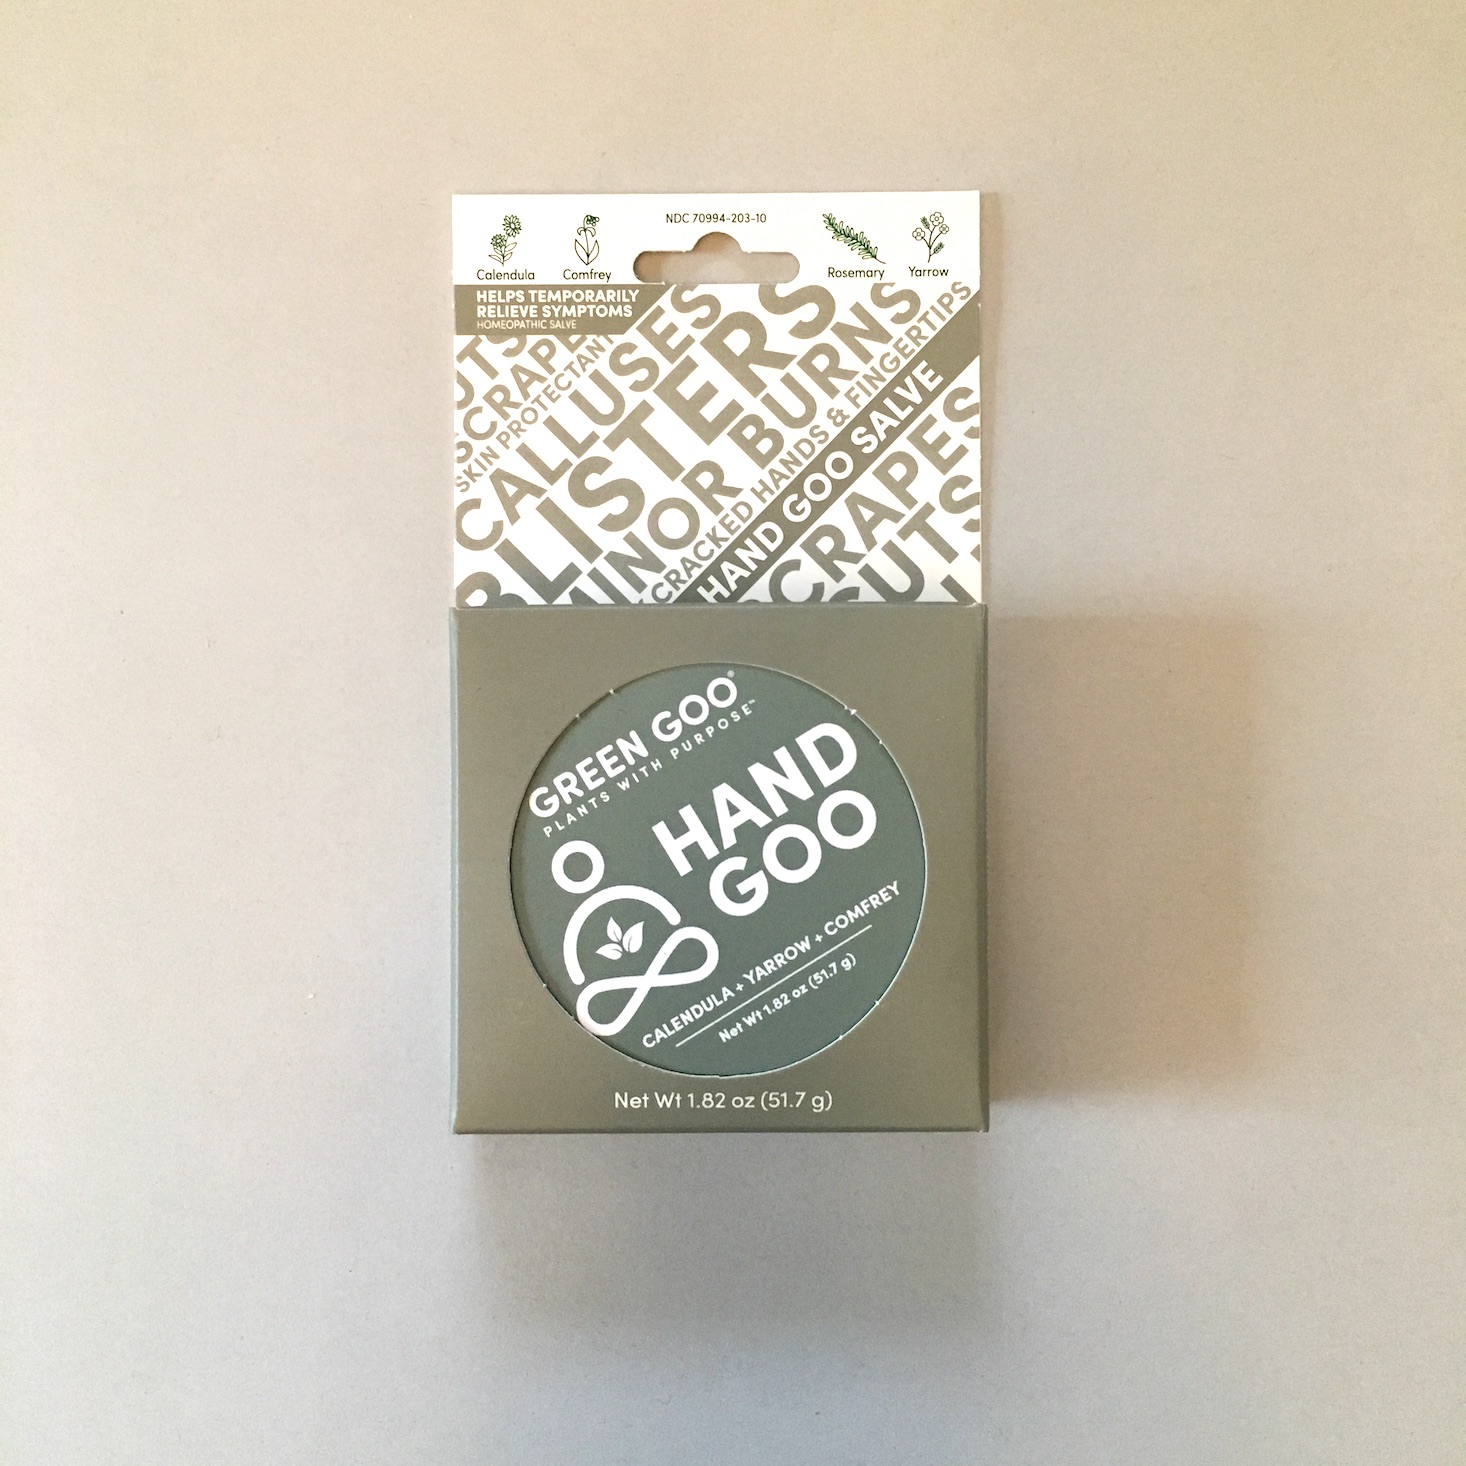 NDC 70994-203-10
Calendula
Comfrey
Rosemary
Yarrow
HELPS TEMPORARILY
RELIEVE SYMPTOMS
HOMEOPATHIC SALVE
SKIN PROTECTANT
CALLUSES
BLISTERS
MINOR BURNS
CRACKED HANDS & FINGERTIPS
HAND GOO SALVE
SCRAPES
CUTS
GREEN GOO®
PLANTS WITH PURPOSE™
HAND
GOO
CALENDULA + YARROW + COMFREY
Net Wt 1.82 oz (51.7 g)
Net Wt 1.82 oz (51.7 g)